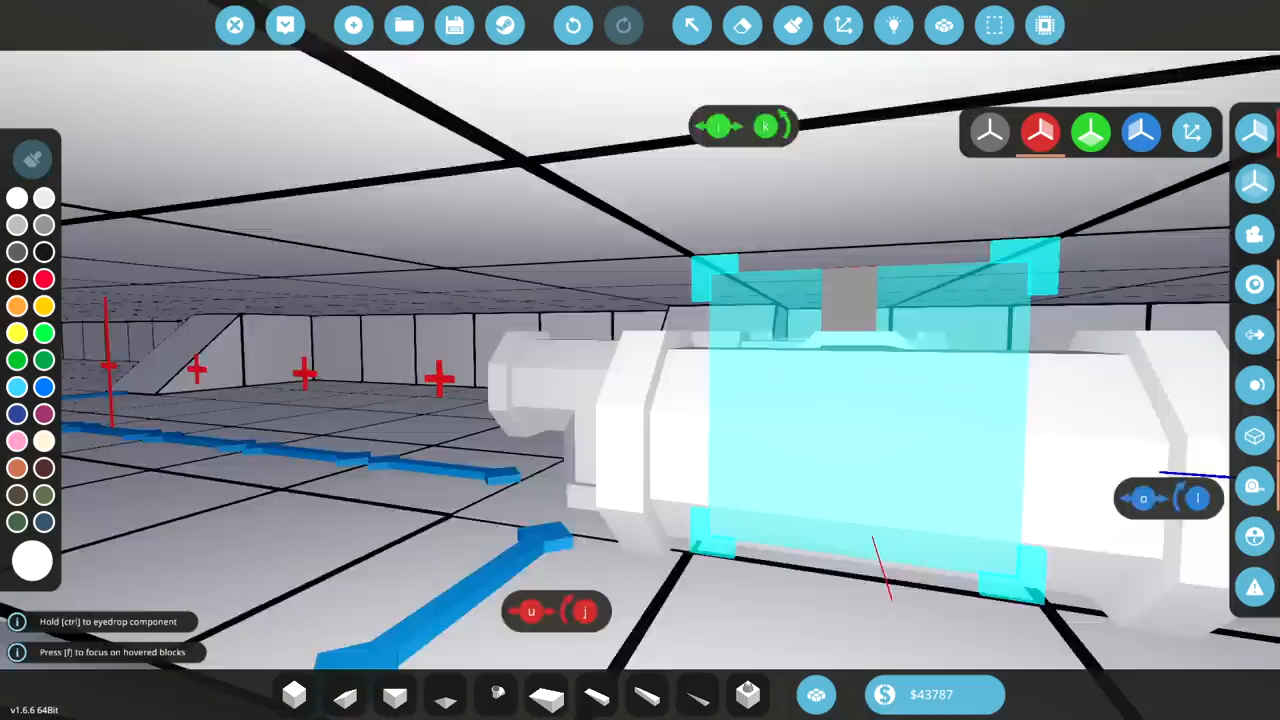 i k
o l
u j
Hold [ctrl] to eyedrop component
Press [f] to focus on hovered blocks
$43787
v1.6.6 64Bit